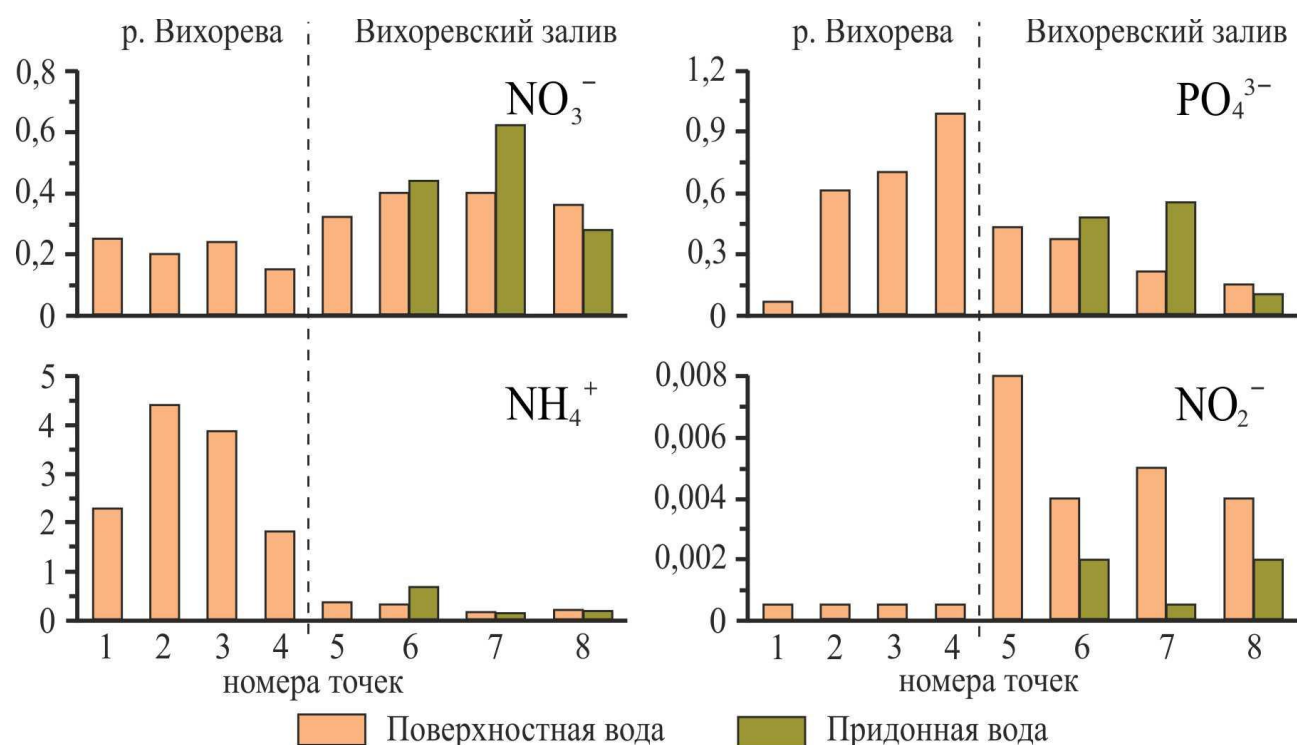 р. Вихорева
Вихоревский залив
р. Вихорева
Вихоревский залив
0,8
0,6
0,4
0,2
0
NO₃⁻
1,2
0,9
0,6
0,3
0
PO₄³⁻
5
4
3
2
1
0
NH₄⁺
1 2 3 4 5 6 7 8
номера точек
0,008
0,006
0,004
0,002
0
NO₂⁻
1 2 3 4 5 6 7 8
номера точек
Поверхностная вода
Придонная вода